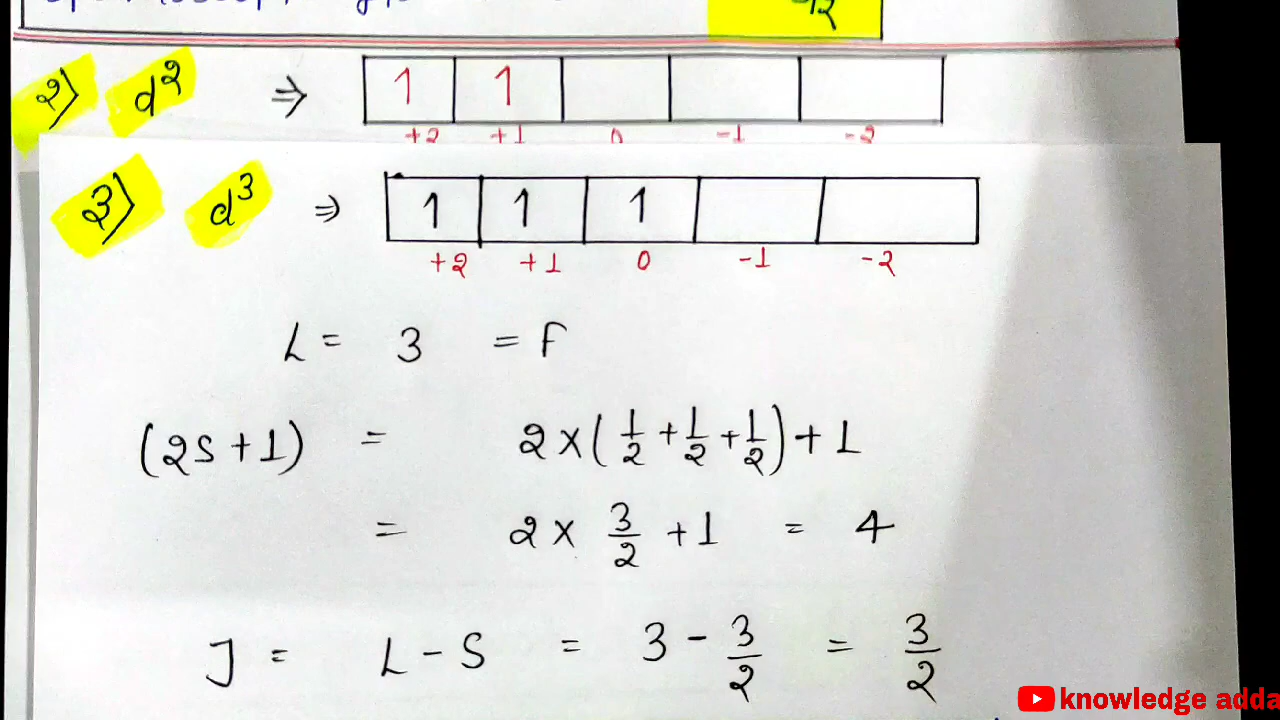 2) d² ⇒ 1 1
+2 +1 0 -1 -2
3) d³ ⇒ 1 1 1
+2 +1 0 -1 -2
L = 3 = F
(2S+1) = 2×(1/2+1/2+1/2)+1
= 2× 3/2 +1 = 4
J = L-S = 3 - 3/2 = 3/2
knowledge adda